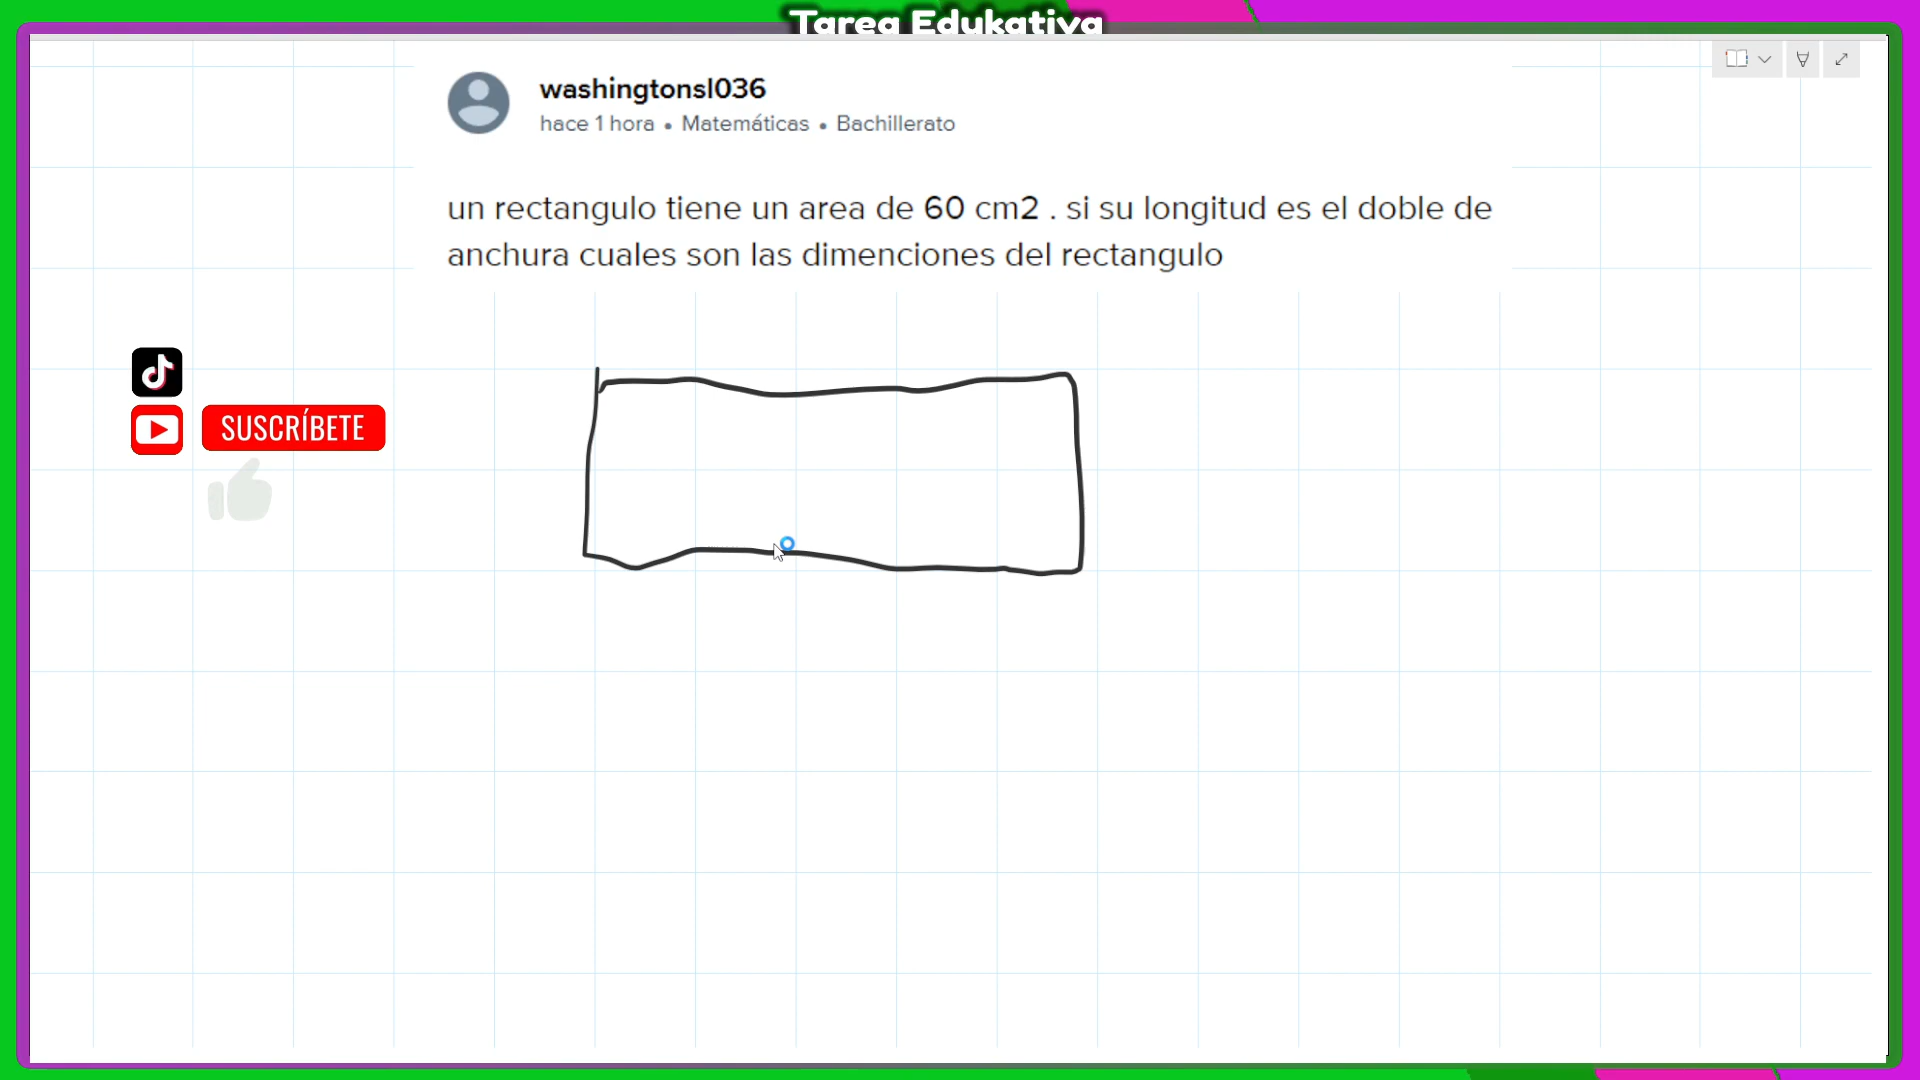 Tarea Edukativa
washingtonsl036
hace 1 hora • Matemáticas • Bachillerato
un rectangulo tiene un area de 60 cm2 . si su longitud es el doble de
anchura cuales son las dimenciones del rectangulo
SUSCRÍBETE